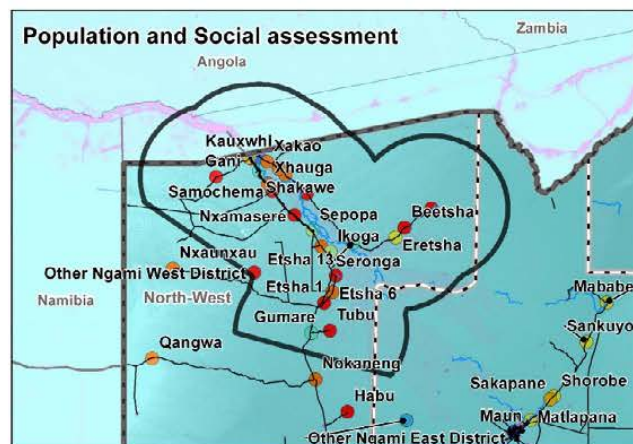 Population and Social assessment
Zambia
Angola
Kauxwhi
Xakao
Gani
Xhauga
Samochema
Shakawe
Nxamasere
Sepopa
Beetsha
Ikoga
Eretsha
Nxaunxau
Etsha 13
Seronga
Other Ngami West District
Etsha 1
Etsha 6
Mababe
Namibia
North-West
Gumare
Tubu
Sankuyo
Qangwa
Nokaneng
Sakapane
Shorobe
Habu
Maun
Matlapana
Other Ngami East District